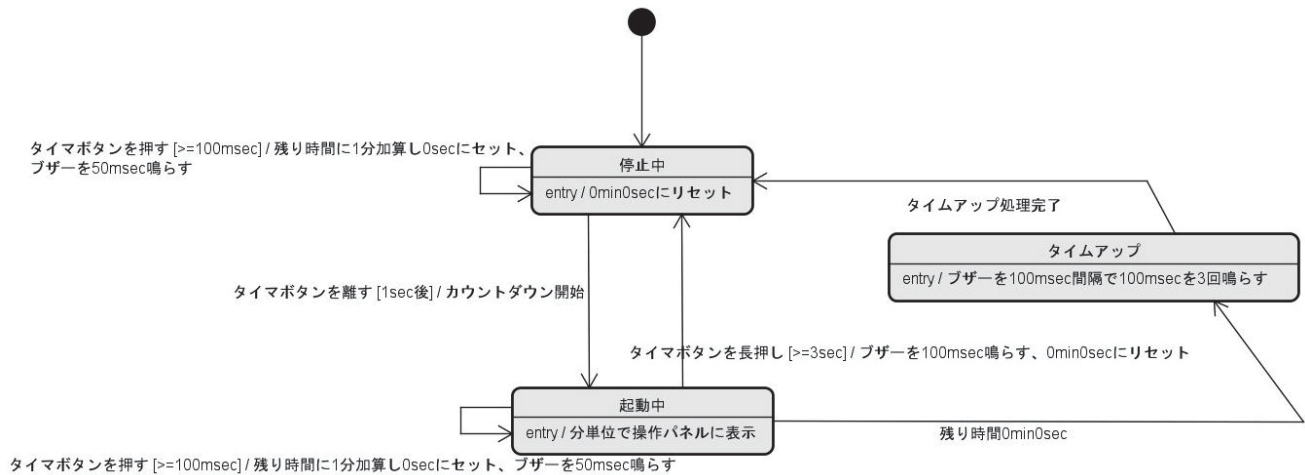 タイマボタンを押す [>=100msec] / 残り時間に1分加算し0secにセット、
ブザーを50msec鳴らす
停止中
entry / 0min0secにリセット
タイムアップ処理完了
タイムアップ
entry / ブザーを100msec間隔で100msecを3回鳴らす
タイマボタンを離す [1sec後] / カウントダウン開始
タイマボタンを長押し [>=3sec] / ブザーを100msec鳴らす、0min0secにリセット
起動中
entry / 分単位で操作パネルに表示
残り時間0min0sec
タイマボタンを押す [>=100msec] / 残り時間に1分加算し0secにセット、ブザーを50msec鳴らす